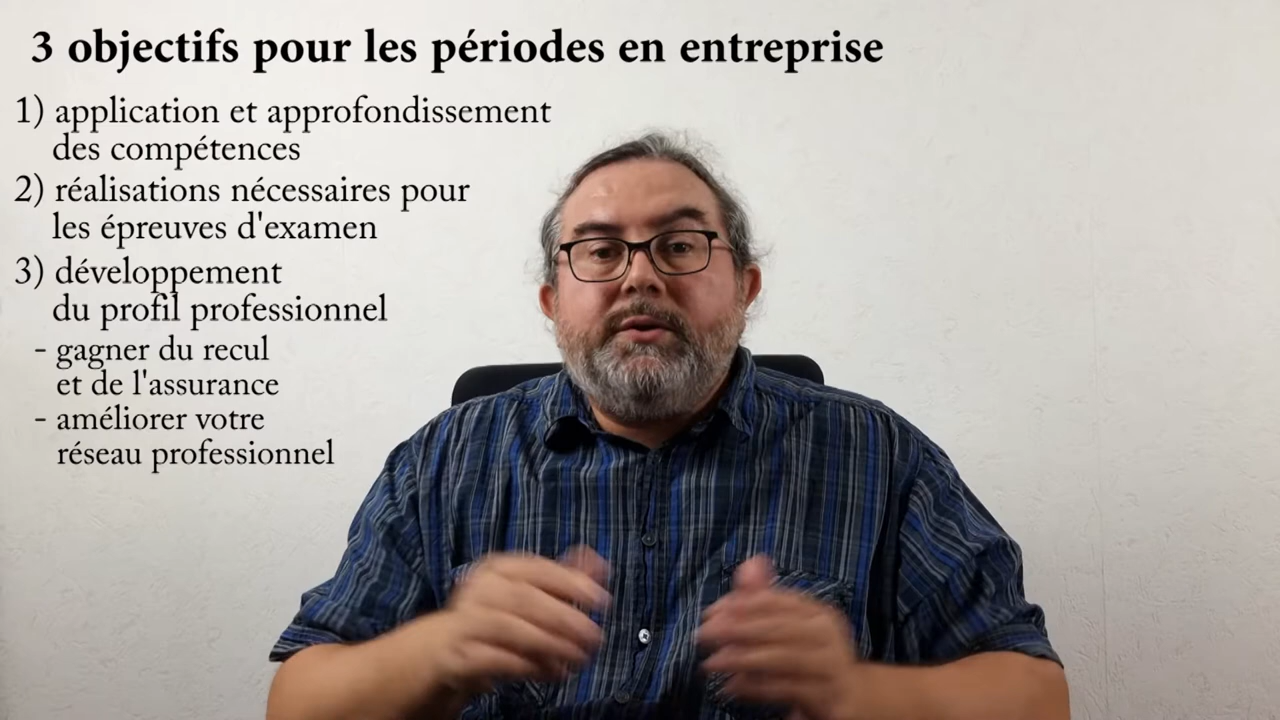 3 objectifs pour les périodes en entreprise
1) application et approfondissement
des compétences
2) réalisations nécessaires pour
les épreuves d'examen
3) développement
du profil professionnel
- gagner du recul
et de l'assurance
- améliorer votre
réseau professionnel